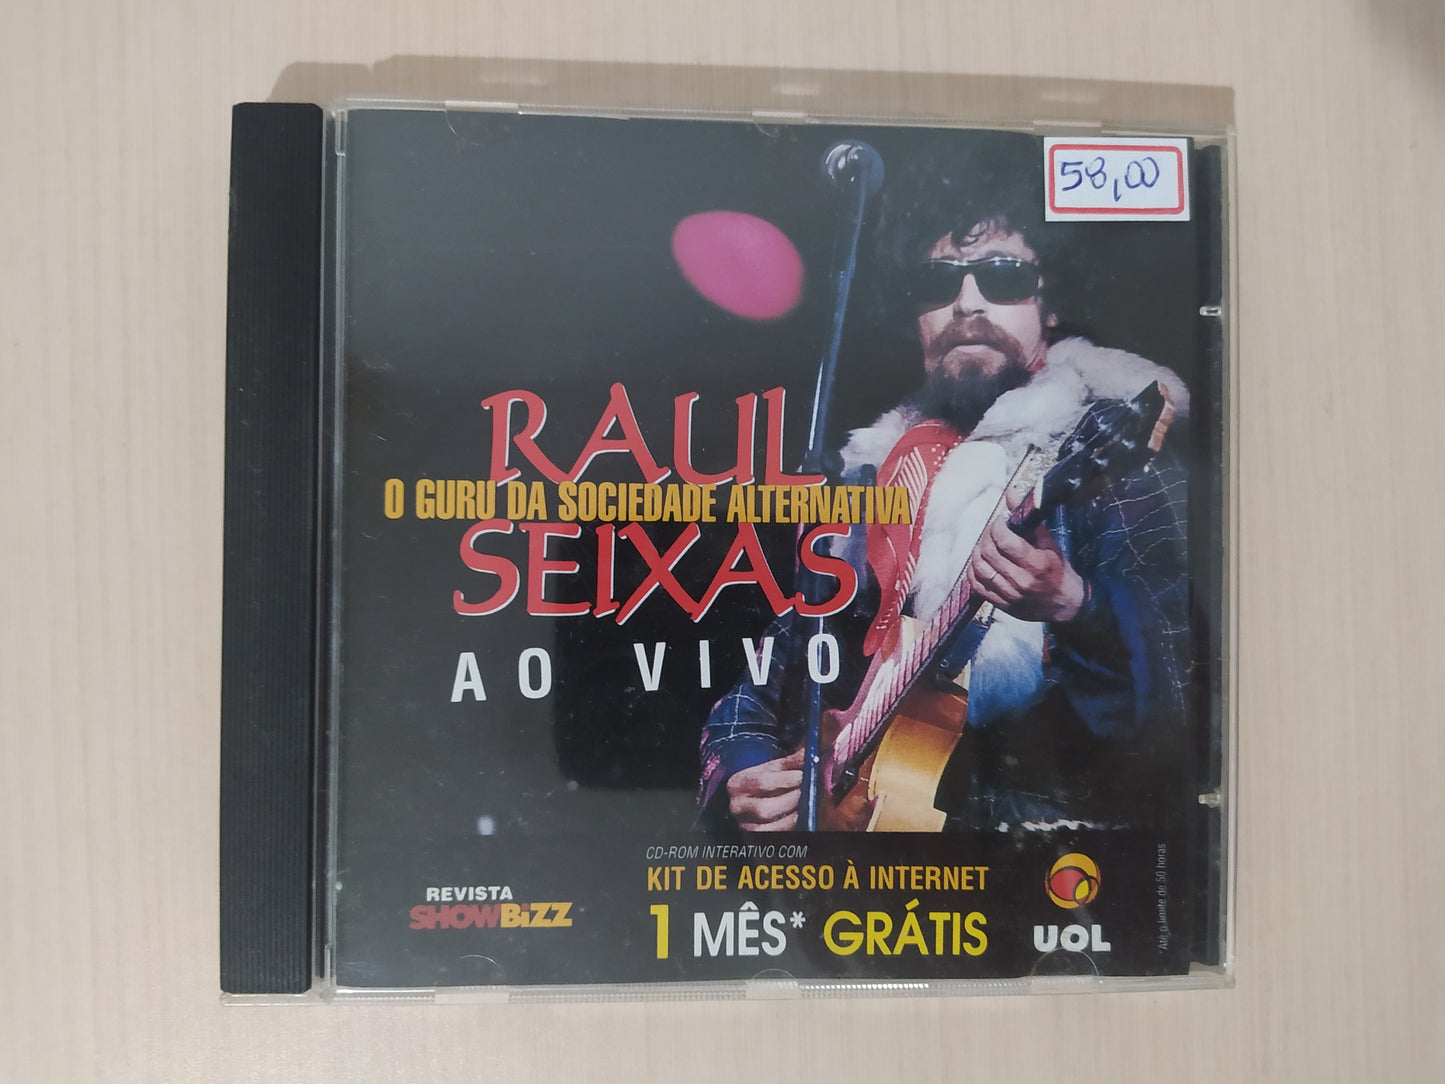 58,00
RAUL
O GURU DA SOCIEDADE ALTERNATIVA
SEIXAS
AO VIVO
CD-ROM INTERATIVO COM
KIT DE ACESSO À INTERNET
1 MÊS* GRÁTIS
REVISTA
SHOWBiZZ
UOL
*Até o limite de 50 horas